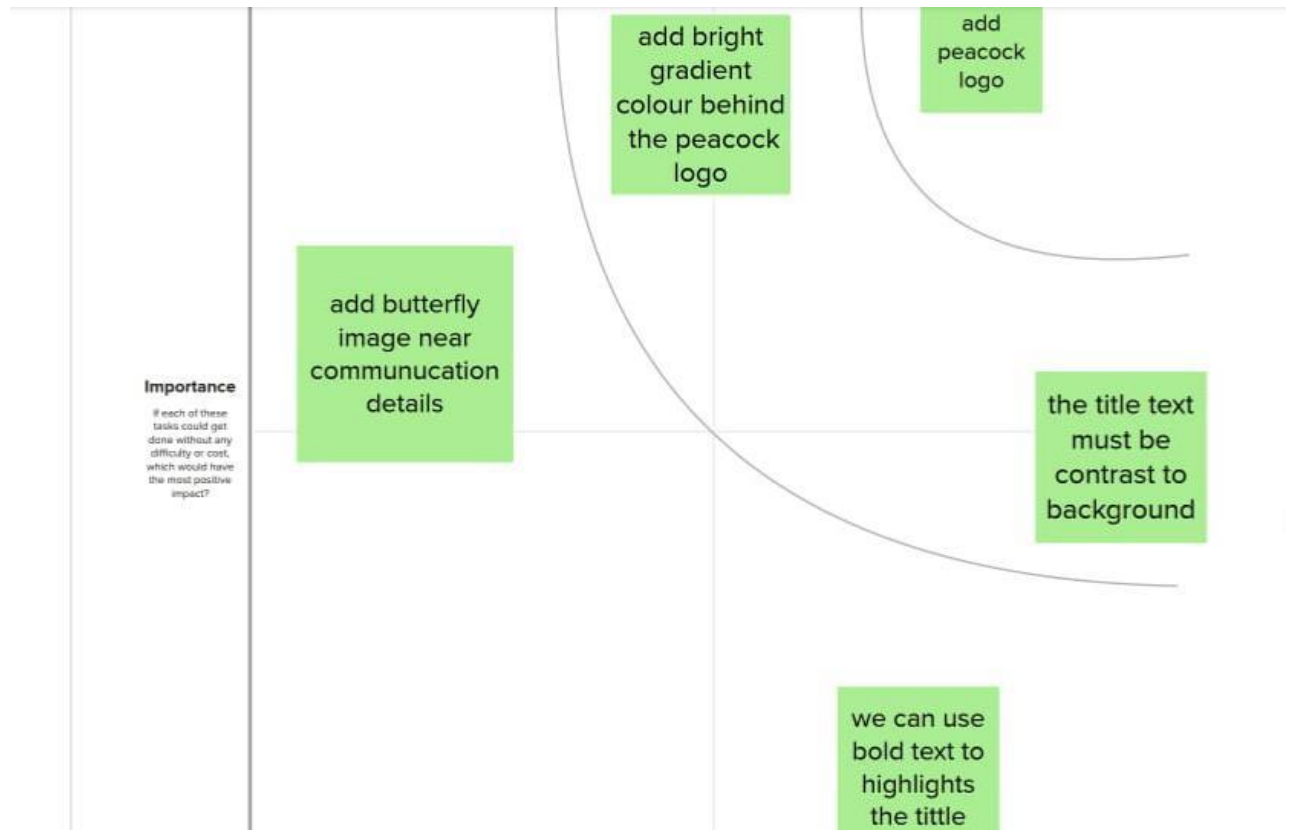 add bright
gradient
colour behind
the peacock
logo
add
peacock
logo
add butterfly
image near
communucation
details
Importance
If each of these
tasks could get
done without any
difficulty or cost,
which would have
the most positive
impact?
the title text
must be
contrast to
background
we can use
bold text to
highlights
the tittle